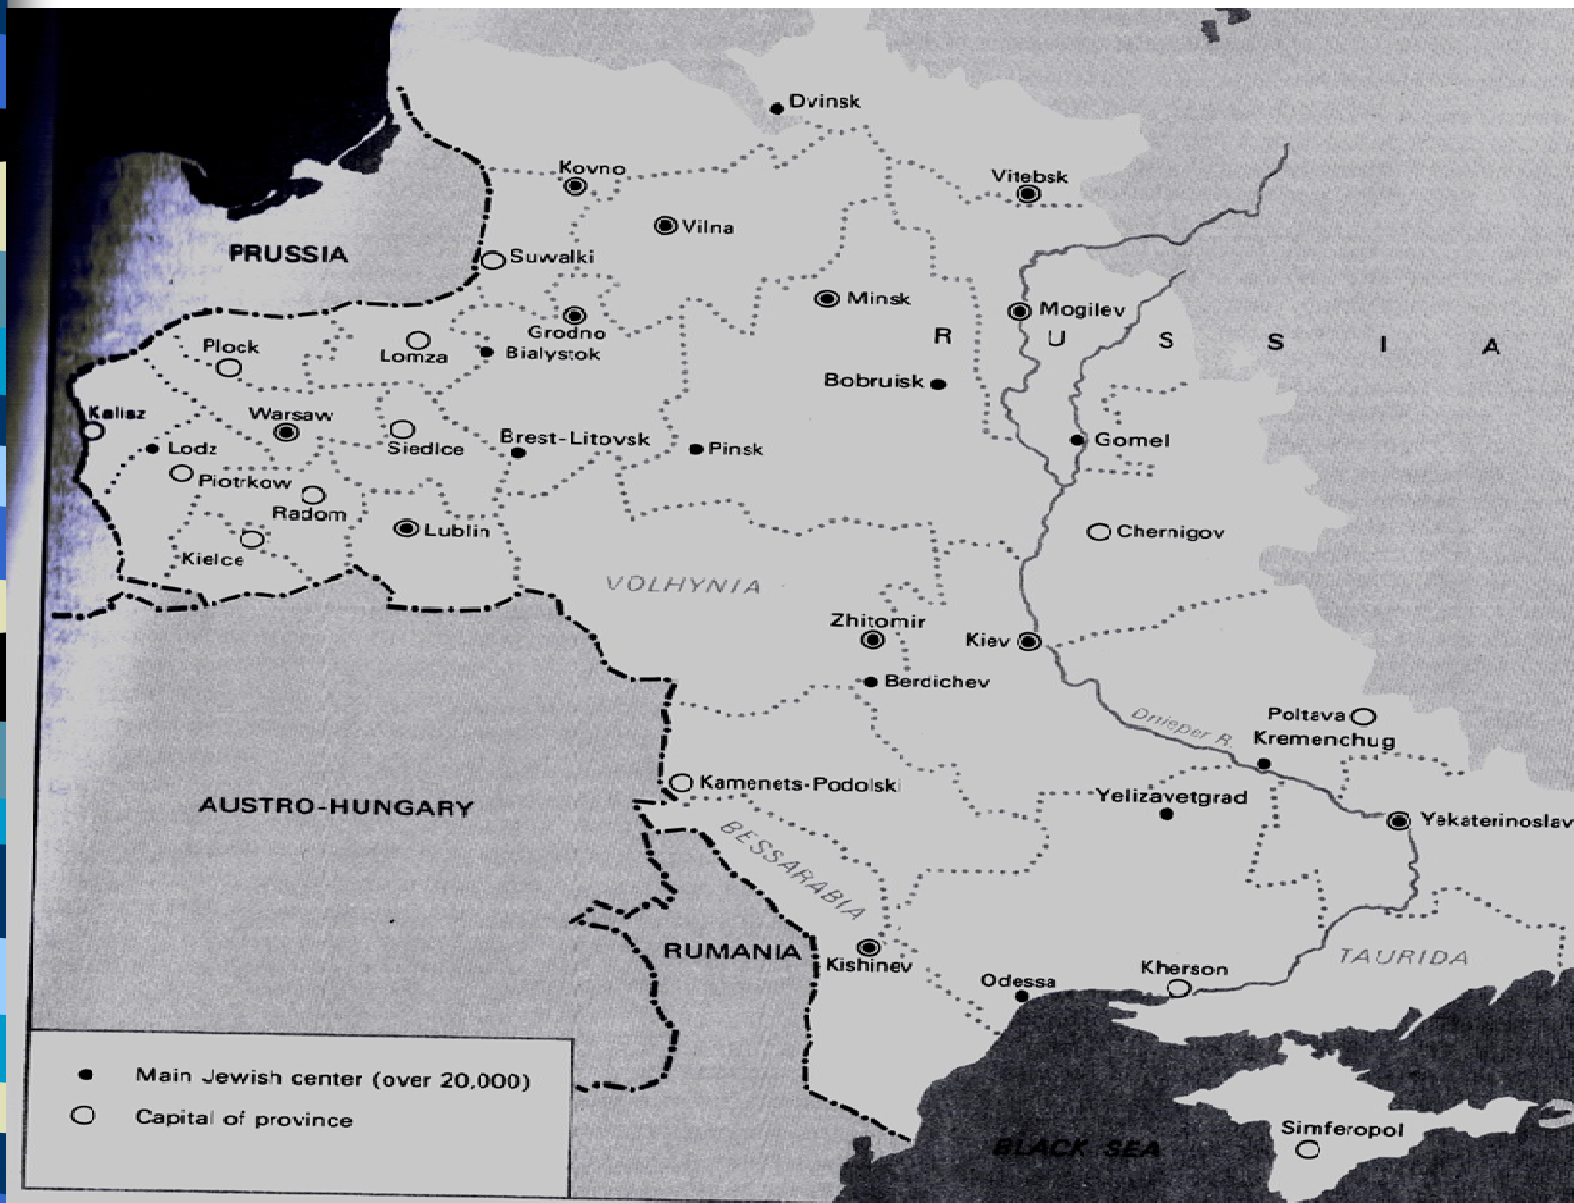 Dvinsk
Kovno
Vitebsk
Vilna
PRUSSIA
Suwalki
Minsk
Mogilev
Grodno
R U S S I A
Plock
Lomza
Bialystok
Bobruisk
Kalisz
Warsaw
Siedlce
Brest-Litovsk
Pinsk
Gomel
Lodz
Piotrkow
Radom
Lublin
Chernigov
Kielce
VOLHYNIA
Zhitomir
Kiev
Berdichev
Dnieper R.
Poltava
Kremenchug
Kamenets-Podolski
Yelizavetgrad
AUSTRO-HUNGARY
Yekaterinoslav
BESSARABIA
RUMANIA
Kishinev
TAURIDA
Odessa
Kherson
Main Jewish center (over 20,000)
Capital of province
Simferopol
BLACK SEA